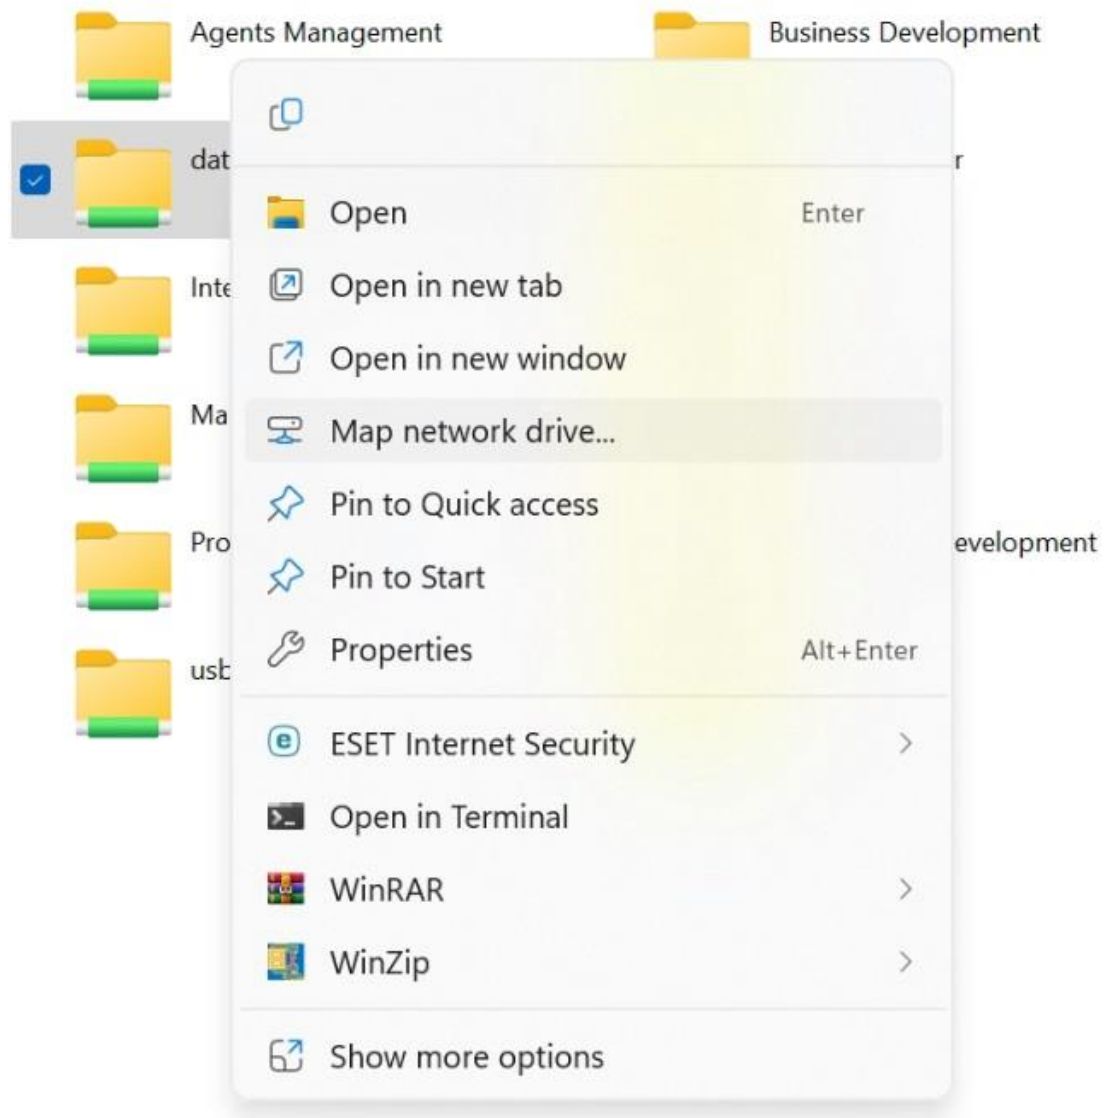 Agents Management
Business Development
dat
r
Open Enter
Inte
Open in new tab
Open in new window
Ma
Map network drive...
Pin to Quick access
Pro
evelopment
Pin to Start
Properties Alt+Enter
usb
ESET Internet Security
Open in Terminal
WinRAR
WinZip
Show more options